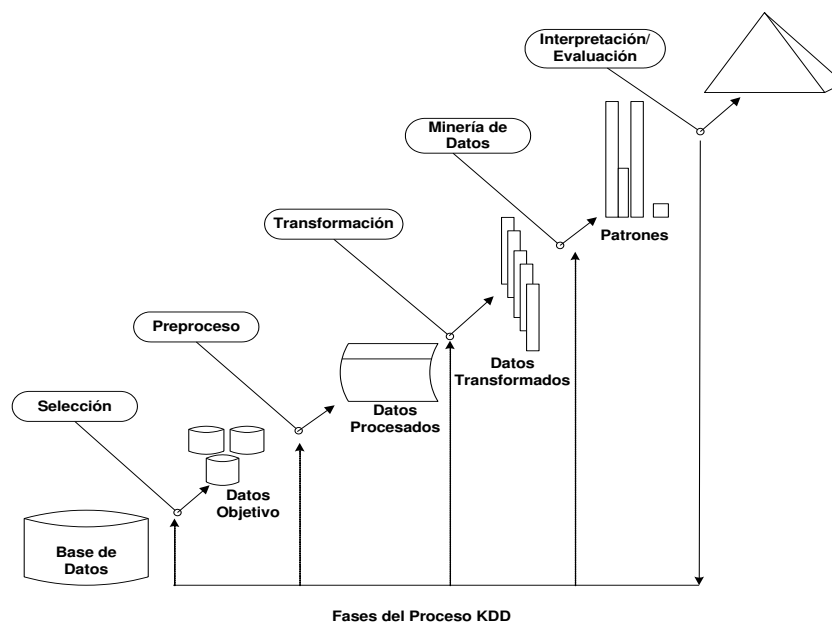 Interpretación/
Evaluación
Minería de
Datos
Patrones
Transformación
Datos
Transformados
Preproceso
Datos
Procesados
Selección
Datos
Objetivo
Base de
Datos
Fases del Proceso KDD